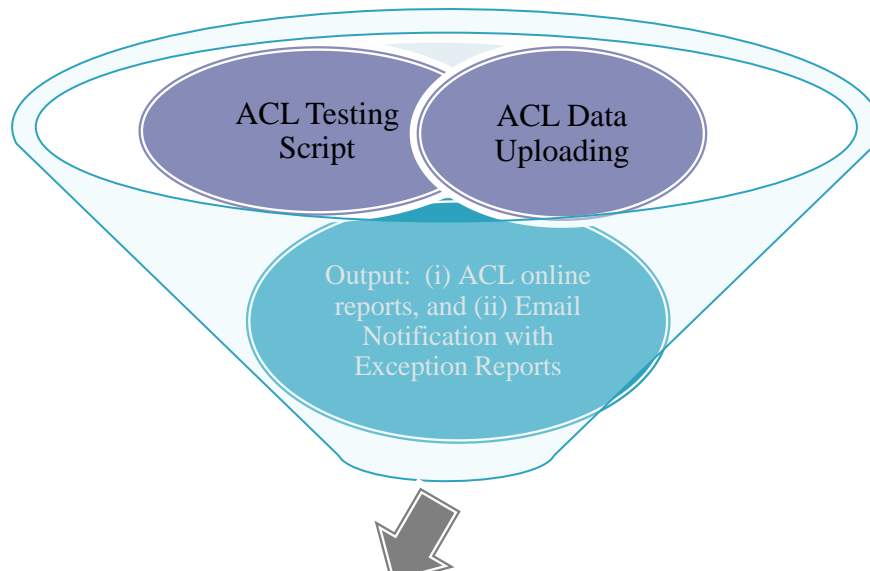 ACL Testing
Script
ACL Data
Uploading
Output:  (i) ACL online
reports, and (ii) Email
Notification with
Exception Reports